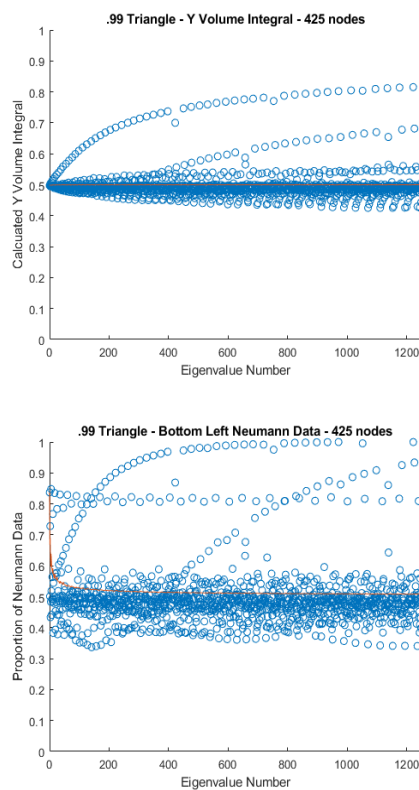 .99 Triangle - Y Volume Integral - 425 nodes
1
0.9
0.8
0.7
0.6
0.5
0.4
0.3
0.2
0.1
0
Calcuated Y Volume Integral
0 200 400 600 800 1000 1200
Eigenvalue Number
.99 Triangle - Bottom Left Neumann Data - 425 nodes
1
0.9
0.8
0.7
0.6
0.5
0.4
0.3
0.2
0.1
0
Proportion of Neumann Data
0 200 400 600 800 1000 1200
Eigenvalue Number